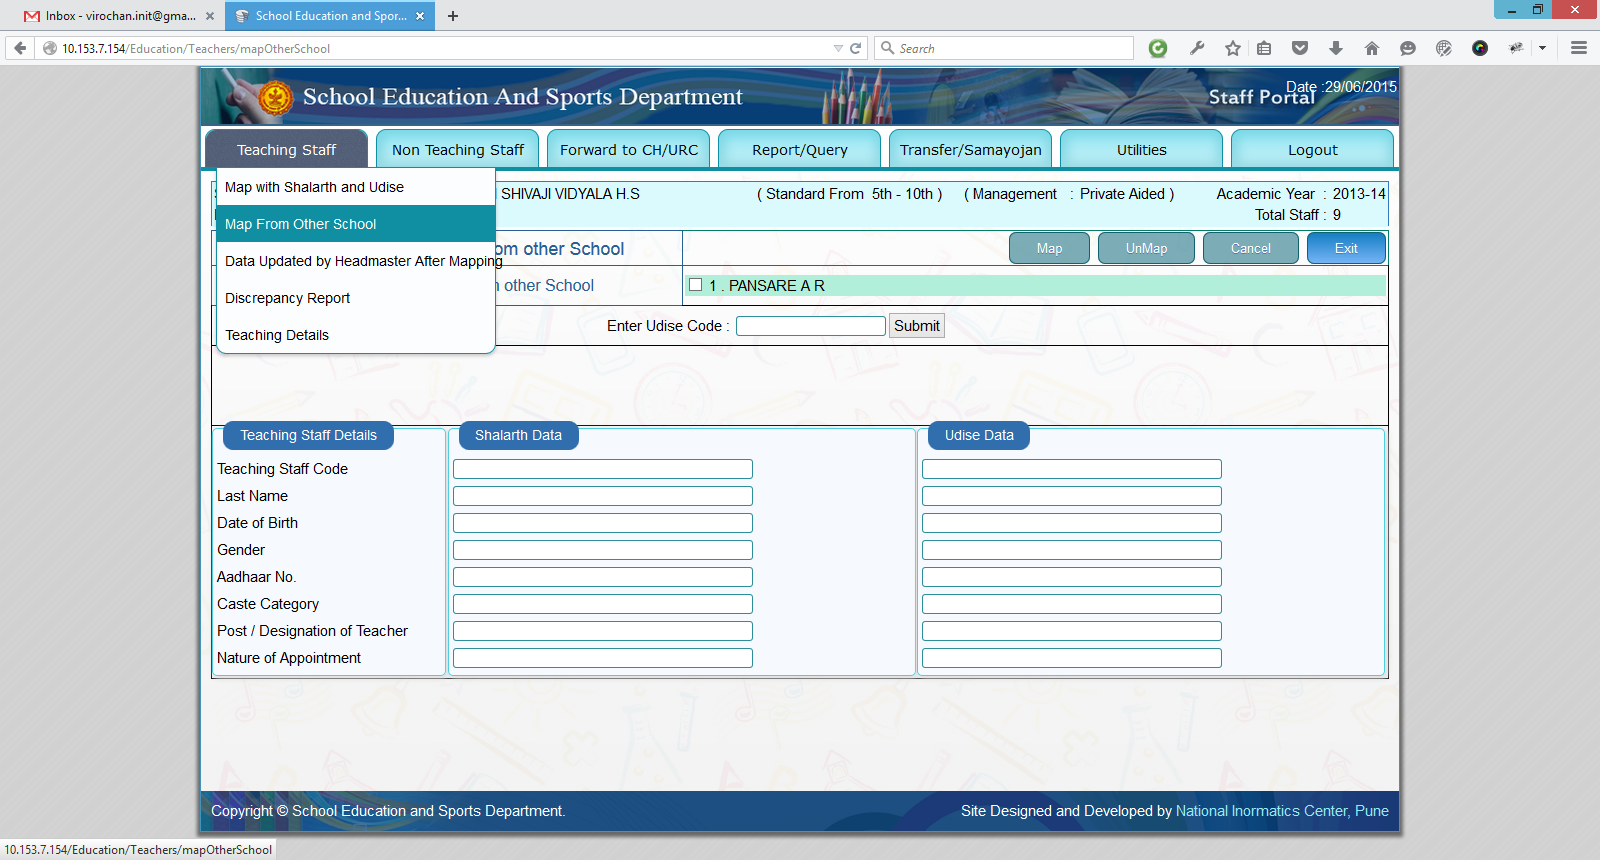 Inbox - virochan.init@gma...
School Education and Spor...
10.153.7.154/Education/Teachers/mapOtherSchool
Search
School Education And Sports Department
Date :29/06/2015
Staff Portal
Teaching Staff
Non Teaching Staff
Forward to CH/URC
Report/Query
Transfer/Samayojan
Utilities
Logout
Map with Shalarth and Udise
Map From Other School
Data Updated by Headmaster After Mapping
Discrepancy Report
Teaching Details
SHIVAJI VIDYALA H.S ( Standard From 5th - 10th ) ( Management : Private Aided ) Academic Year : 2013-14
Total Staff : 9
om other School
Map UnMap Cancel Exit
other School
1 . PANSARE A R
Enter Udise Code : Submit
Teaching Staff Details
Shalarth Data
Udise Data
Teaching Staff Code
Last Name
Date of Birth
Gender
Aadhaar No.
Caste Category
Post / Designation of Teacher
Nature of Appointment
Copyright © School Education and Sports Department.
Site Designed and Developed by National Inormatics Center, Pune
10.153.7.154/Education/Teachers/mapOtherSchool